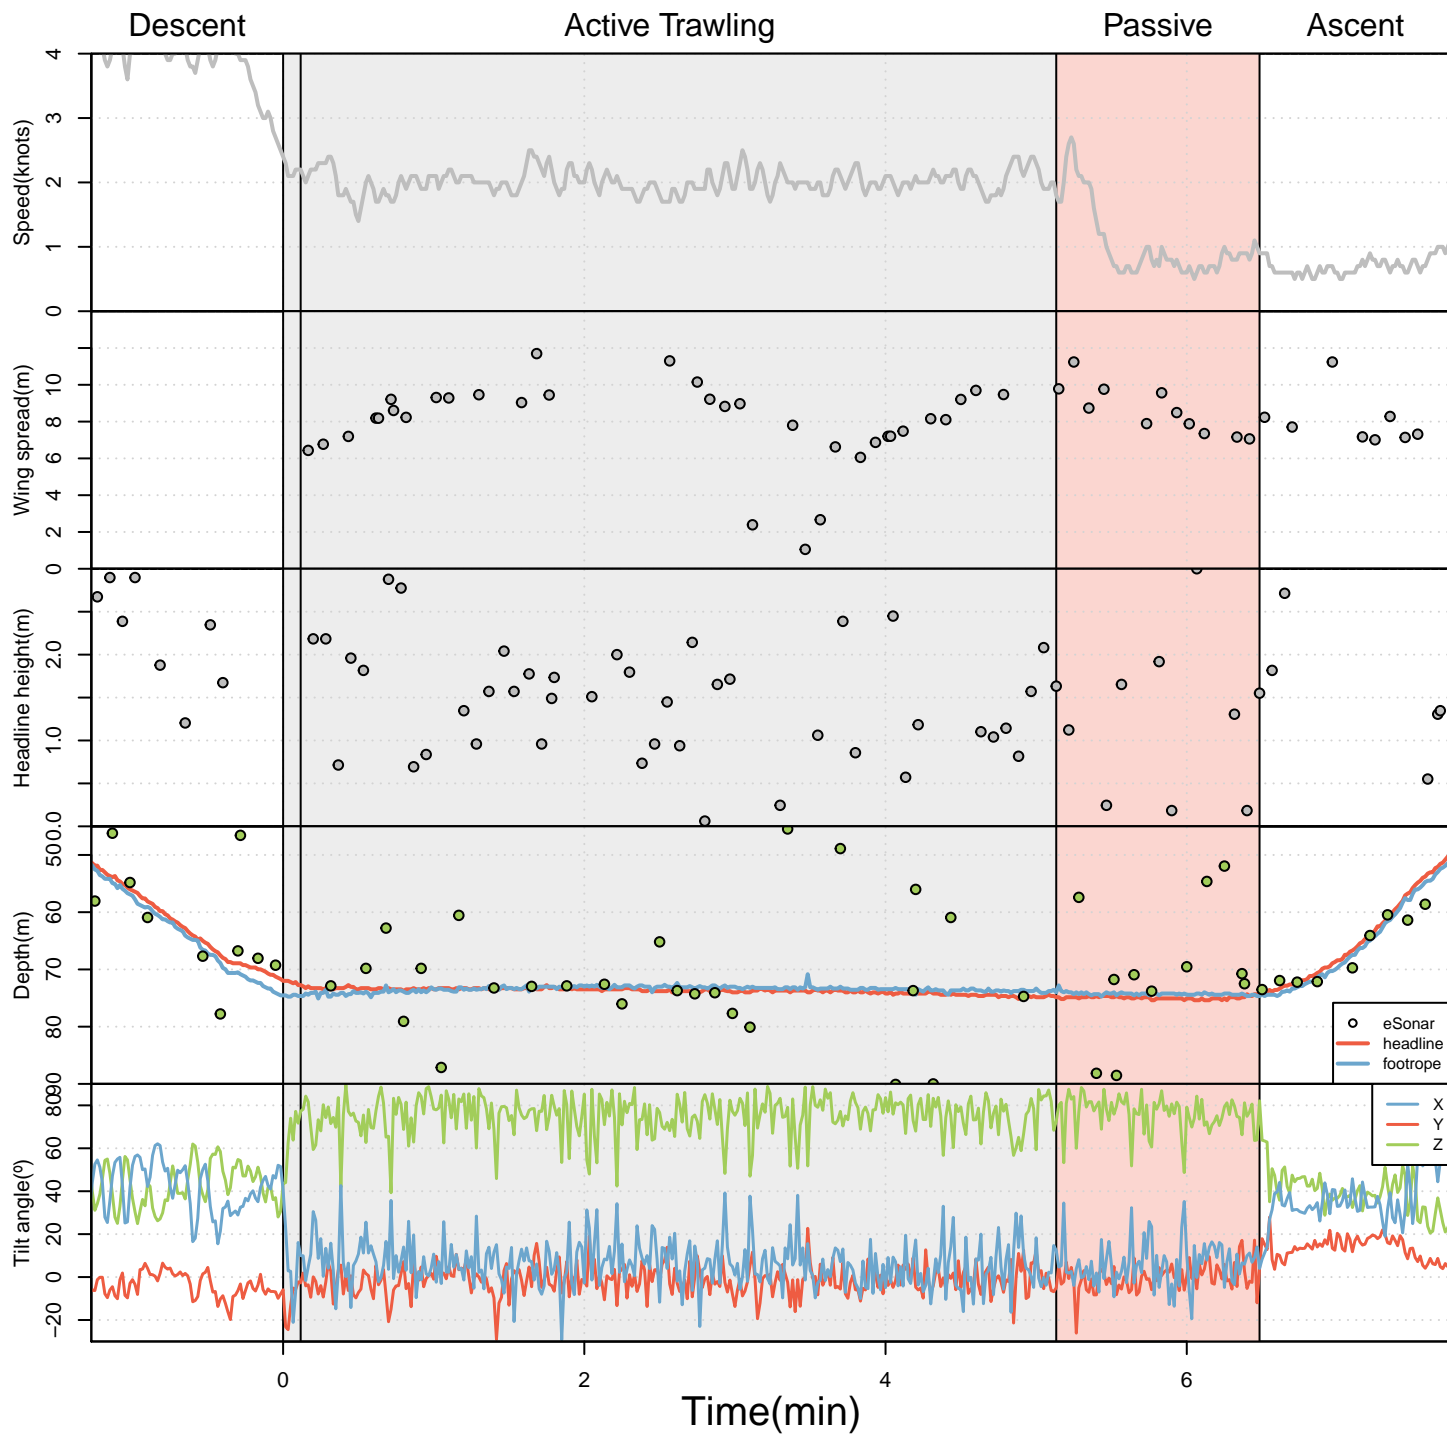 Descent Active Trawling Passive Ascent
Speed(knots)
4
3
2
1
0
Wing spread(m)
10
8
6
4
2
0
Headline height(m)
2.0
1.0
0.0
Depth(m)
50
60
70
80
90
eSonar
headline
footrope
Tilt angle(º)
80
60
40
20
0
−20
X
Y
Z
0 2 4 6
Time(min)